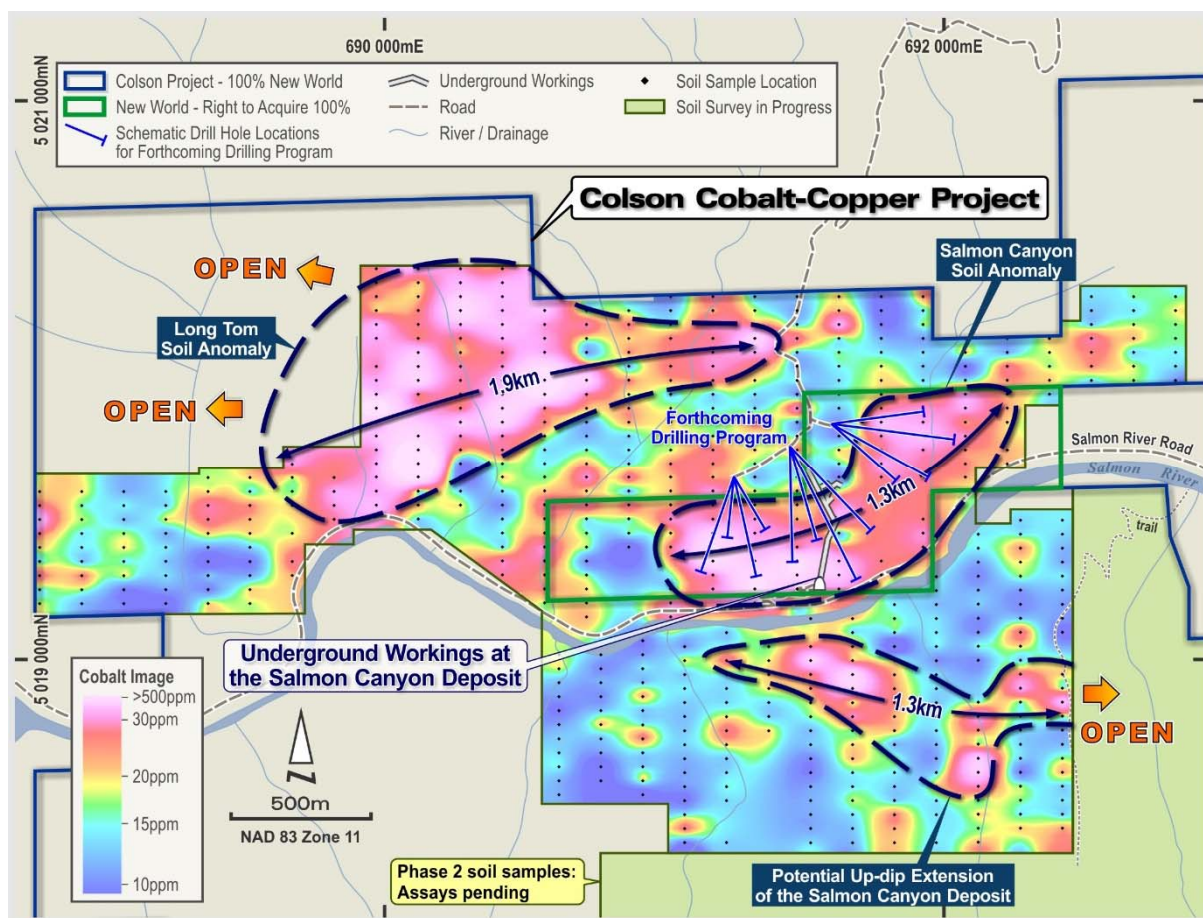 690 000mE
692 000mE
5 021 000mN
5 019 000mN
Colson Project - 100% New World
New World - Right to Acquire 100%
Schematic Drill Hole Locations
for Forthcoming Drilling Program
Underground Workings
Road
River / Drainage
Soil Sample Location
Soil Survey in Progress
Colson Cobalt-Copper Project
OPEN
Long Tom
Soil Anomaly
OPEN
1,9km
Salmon Canyon
Soil Anomaly
Forthcoming
Drilling Program
1.3km
Salmon River Road
Salmon River
trail
Underground Workings at
the Salmon Canyon Deposit
1.3km
OPEN
Cobalt Image
>500ppm
30ppm
20ppm
15ppm
10ppm
N
500m
NAD 83 Zone 11
Phase 2 soil samples:
Assays pending
Potential Up-dip Extension
of the Salmon Canyon Deposit